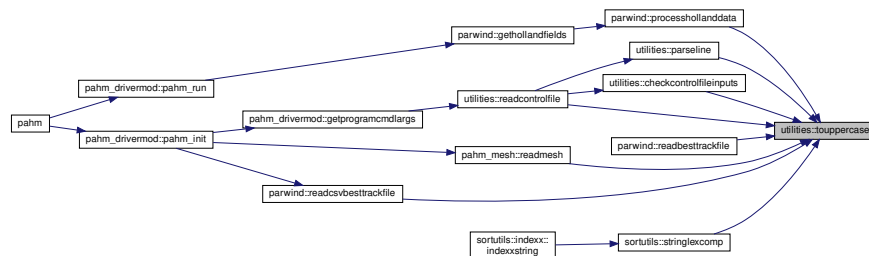 parwind::processhollanddata
parwind::gethollandfields
utilities::parseline
pahm_drivermod::pahm_run
utilities::checkcontrolfileinputs
utilities::readcontrolfile
pahm_drivermod::getprogramcmdlargs
pahm
utilities::touppercase
pahm_drivermod::pahm_init
parwind::readbesttrackfile
pahm_mesh::readmesh
parwind::readcsvbesttrackfile
sortutils::indexx::
indexxstring
sortutils::stringlexcomp